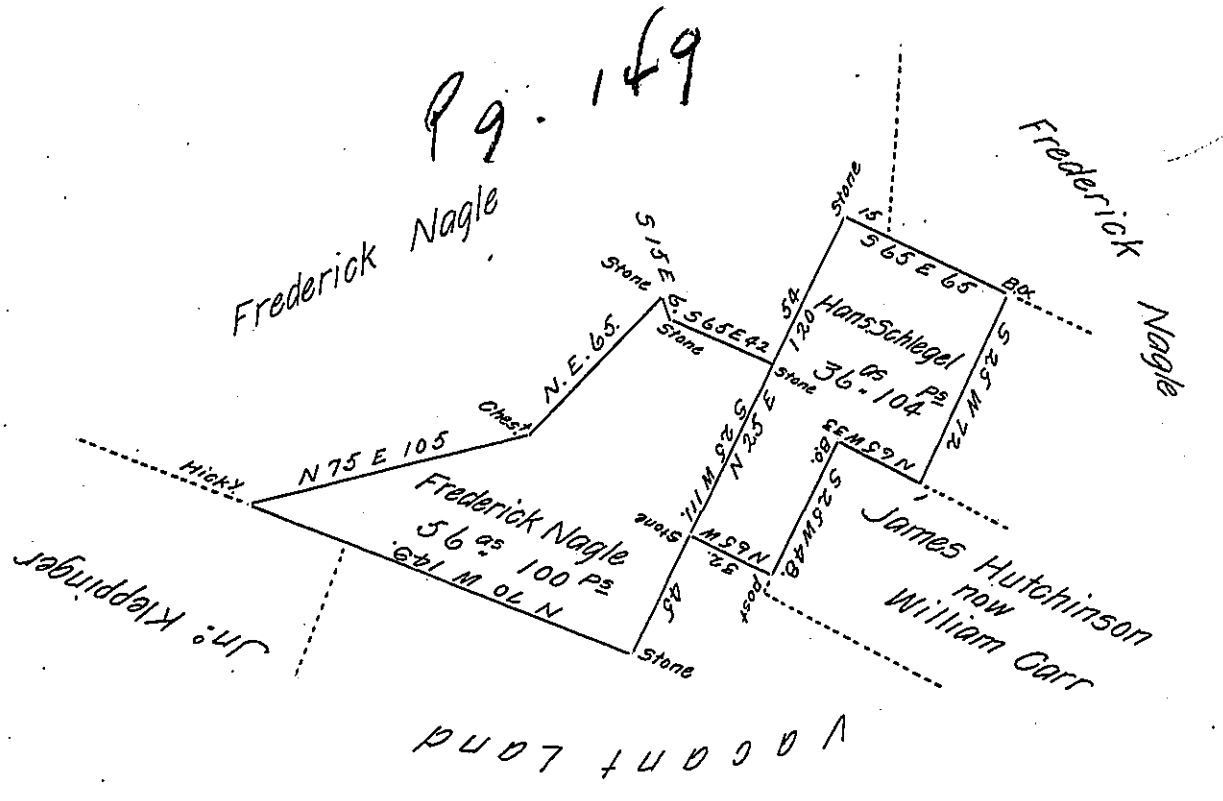 Pg. 149
Frederick Nagle
Frederick Nagle
Stone
15
S 65 E 65
B.O.
S 15 E 6.
Stone
Stone
S 65 E 42
Stone
54
120
Hans Schlegel
36 as " 104 ps
S 25 W 72
N. E. 65.
Chest.
N 75 E 105
Hicky.
N 25 E
S 25 W 111.
N 65 W 33
Bo.
S 25 W 48
Frederick Nagle
56 as " 100 ps
Stone
N 65 W
32.
post
James Hutchinson
now
William Carr
N 70 W 149.
45
Stone
Jno. Kleppinger
Vacant Land